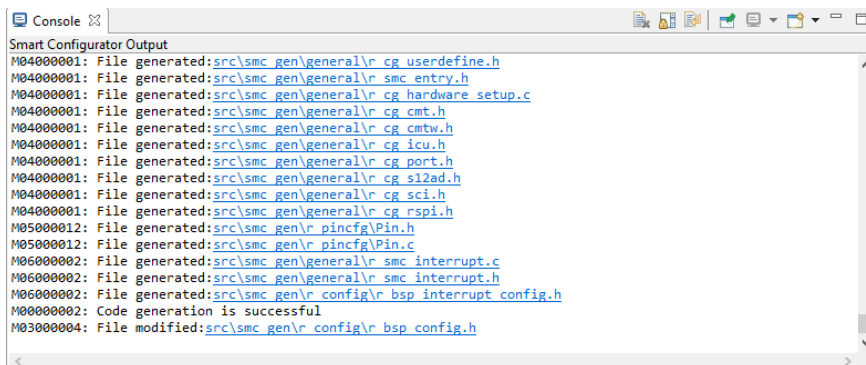 Console
Smart Configurator Output
M04000001: File generated:src\smc_gen\general\r_cg_userdefine.h
M04000001: File generated:src\smc_gen\general\r_smc_entry.h
M04000001: File generated:src\smc_gen\general\r_cg_hardware_setup.c
M04000001: File generated:src\smc_gen\general\r_cg_cmt.h
M04000001: File generated:src\smc_gen\general\r_cg_cmtw.h
M04000001: File generated:src\smc_gen\general\r_cg_icu.h
M04000001: File generated:src\smc_gen\general\r_cg_port.h
M04000001: File generated:src\smc_gen\general\r_cg_s12ad.h
M04000001: File generated:src\smc_gen\general\r_cg_sci.h
M04000001: File generated:src\smc_gen\general\r_cg_rspi.h
M05000012: File generated:src\smc_gen\r_pincfg\Pin.h
M05000012: File generated:src\smc_gen\r_pincfg\Pin.c
M06000002: File generated:src\smc_gen\general\r_smc_interrupt.c
M06000002: File generated:src\smc_gen\general\r_smc_interrupt.h
M06000002: File generated:src\smc_gen\r_config\r_bsp_interrupt_config.h
M00000002: Code generation is successful
M03000004: File modified:src\smc_gen\r_config\r_bsp_config.h